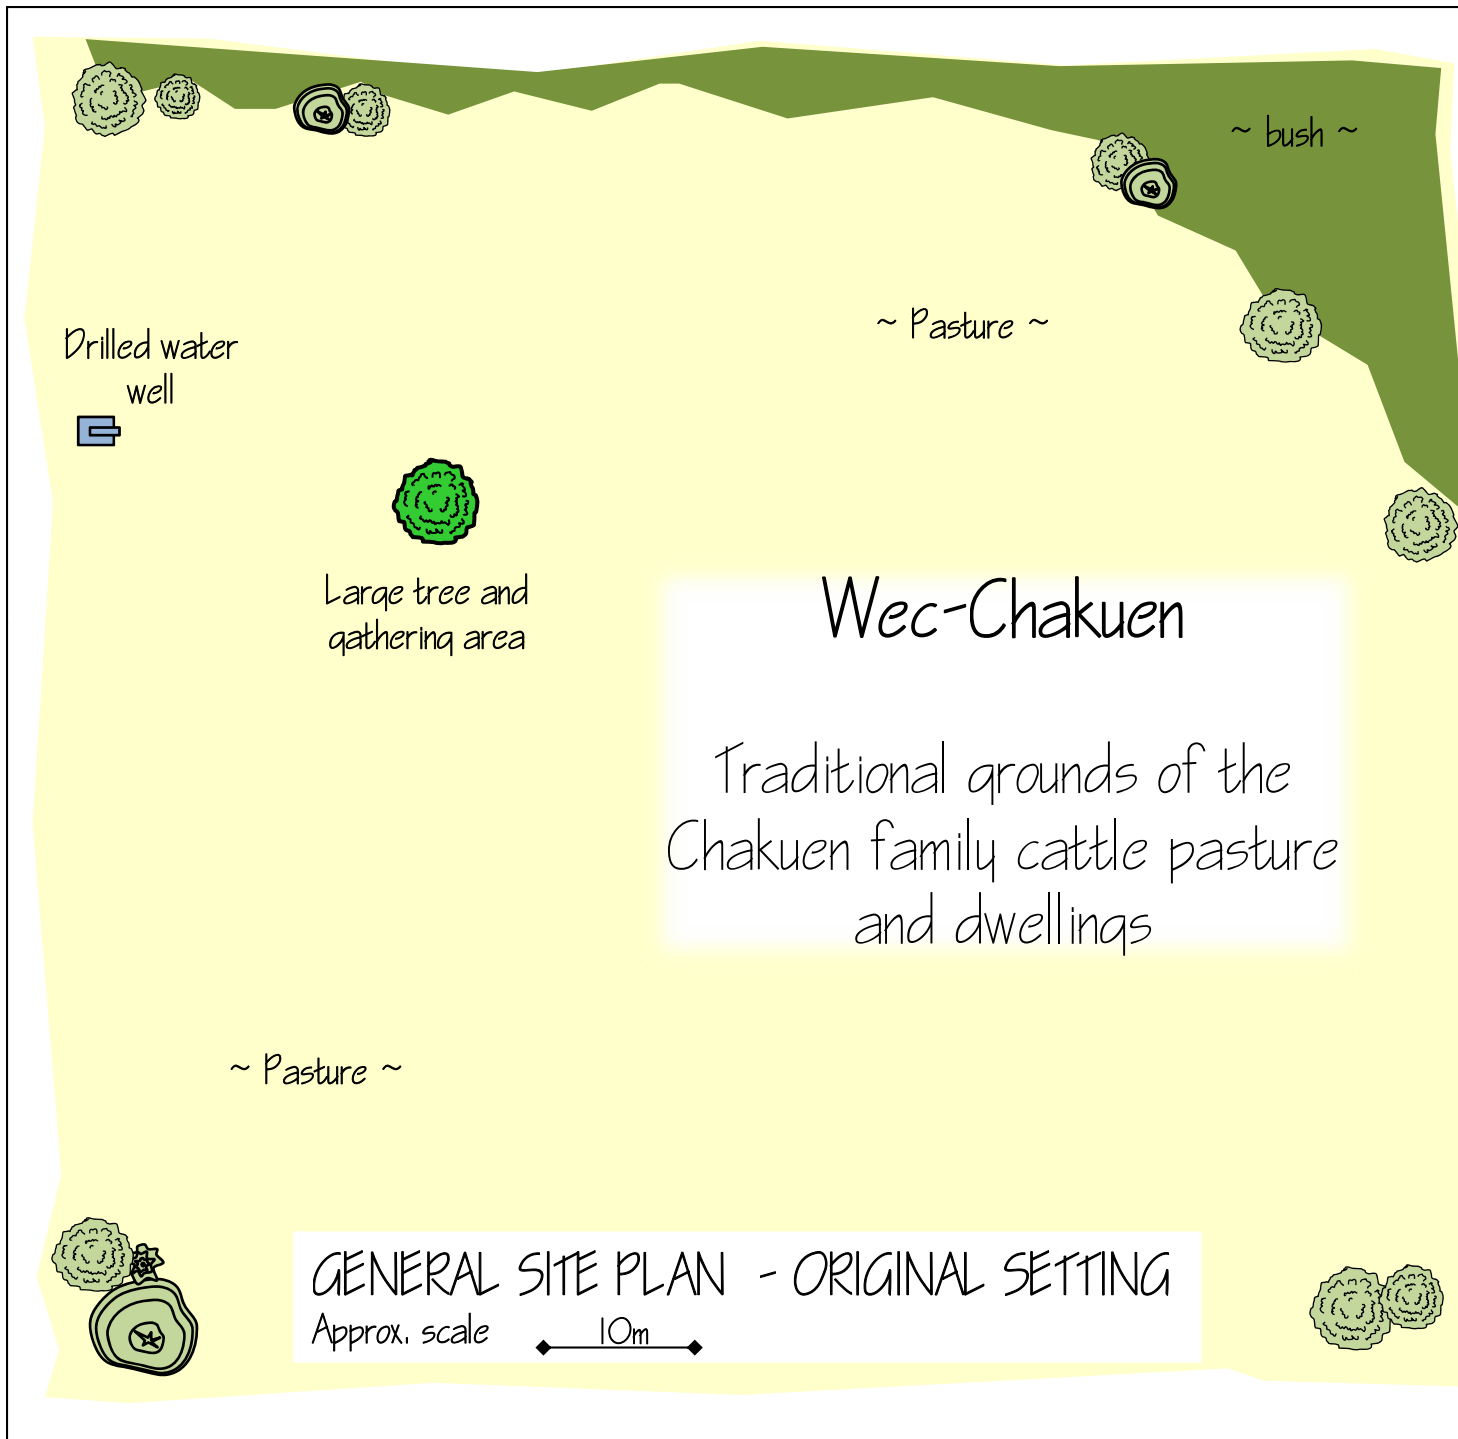 ~ bush ~
~ Pasture ~
Drilled water
well
Large tree and
gathering area
Wec-Chakuen
Traditional grounds of the
Chakuen family cattle pasture
and dwellings
~ Pasture ~
GENERAL SITE PLAN - ORIGINAL SETTING
Approx. scale 10m